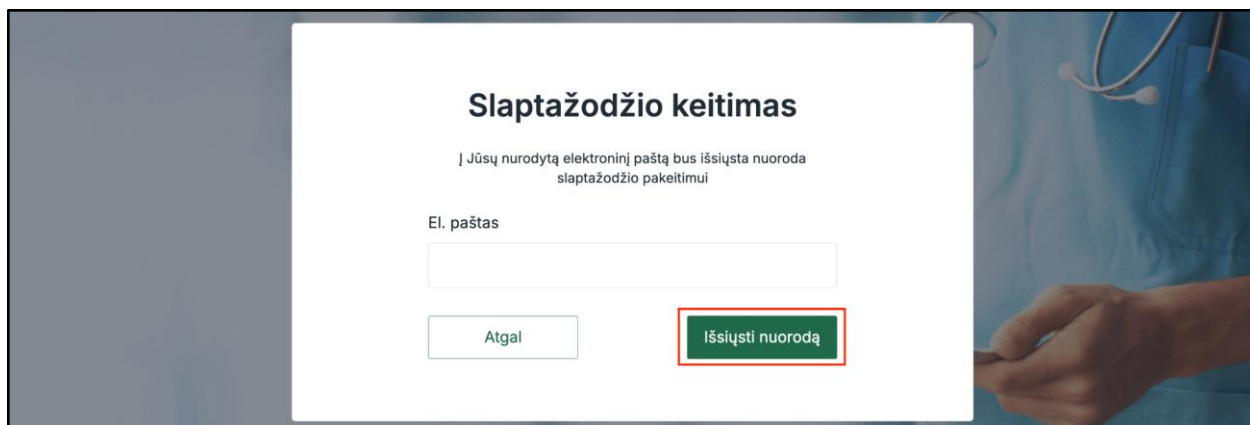 Slaptažodžio keitimas
Į Jūsų nurodytą elektroninį paštą bus išsiųsta nuoroda
slaptažodžio pakeitimui
El. paštas
Atgal
Išsiųsti nuorodą